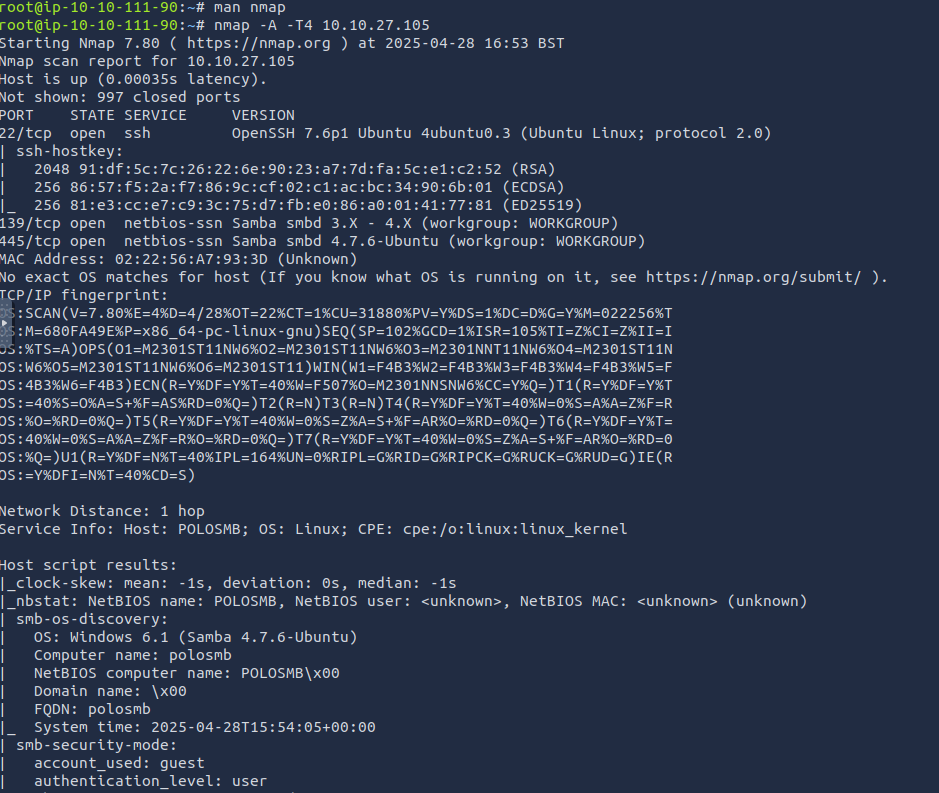 root@ip-10-10-111-90:~# man nmap
root@ip-10-10-111-90:~# nmap -A -T4 10.10.27.105
Starting Nmap 7.80 ( https://nmap.org ) at 2025-04-28 16:53 BST
Nmap scan report for 10.10.27.105
Host is up (0.00035s latency).
Not shown: 997 closed ports
PORT    STATE SERVICE     VERSION
22/tcp  open  ssh         OpenSSH 7.6p1 Ubuntu 4ubuntu0.3 (Ubuntu Linux; protocol 2.0)
| ssh-hostkey:
|   2048 91:df:5c:7c:26:22:6e:90:23:a7:7d:fa:5c:e1:c2:52 (RSA)
|   256 86:57:f5:2a:f7:86:9c:cf:02:c1:ac:bc:34:90:6b:01 (ECDSA)
|_  256 81:e3:cc:e7:c9:3c:75:d7:fb:e0:86:a0:01:41:77:81 (ED25519)
139/tcp open  netbios-ssn Samba smbd 3.X - 4.X (workgroup: WORKGROUP)
445/tcp open  netbios-ssn Samba smbd 4.7.6-Ubuntu (workgroup: WORKGROUP)
MAC Address: 02:22:56:A7:93:3D (Unknown)
No exact OS matches for host (If you know what OS is running on it, see https://nmap.org/submit/ ).
TCP/IP fingerprint:
OS:SCAN(V=7.80%E=4%D=4/28%OT=22%CT=1%CU=31880%PV=Y%DS=1%DC=D%G=Y%M=022256%T
OS:M=680FA49E%P=x86_64-pc-linux-gnu)SEQ(SP=102%GCD=1%ISR=105%TI=Z%CI=Z%II=I
OS:%TS=A)OPS(O1=M2301ST11NW6%O2=M2301ST11NW6%O3=M2301NNT11NW6%O4=M2301ST11N
OS:W6%O5=M2301ST11NW6%O6=M2301ST11)WIN(W1=F4B3%W2=F4B3%W3=F4B3%W4=F4B3%W5=F
OS:4B3%W6=F4B3)ECN(R=Y%DF=Y%T=40%W=F507%O=M2301NNSNW6%CC=Y%Q=)T1(R=Y%DF=Y%T
OS:=40%S=O%A=S+%F=AS%RD=0%Q=)T2(R=N)T3(R=N)T4(R=Y%DF=Y%T=40%W=0%S=A%A=Z%F=R
OS:%O=%RD=0%Q=)T5(R=Y%DF=Y%T=40%W=0%S=Z%A=S+%F=AR%O=%RD=0%Q=)T6(R=Y%DF=Y%T=
OS:40%W=0%S=A%A=Z%F=R%O=%RD=0%Q=)T7(R=Y%DF=Y%T=40%W=0%S=Z%A=S+%F=AR%O=%RD=0
OS:%Q=)U1(R=Y%DF=N%T=40%IPL=164%UN=0%RIPL=G%RID=G%RIPCK=G%RUCK=G%RUD=G)IE(R
OS:=Y%DFI=N%T=40%CD=S)
Network Distance: 1 hop
Service Info: Host: POLOSMB; OS: Linux; CPE: cpe:/o:linux:linux_kernel
Host script results:
|_clock-skew: mean: -1s, deviation: 0s, median: -1s
|_nbstat: NetBIOS name: POLOSMB, NetBIOS user: <unknown>, NetBIOS MAC: <unknown> (unknown)
| smb-os-discovery:
|   OS: Windows 6.1 (Samba 4.7.6-Ubuntu)
|   Computer name: polosmb
|   NetBIOS computer name: POLOSMB\x00
|   Domain name: \x00
|   FQDN: polosmb
|_  System time: 2025-04-28T15:54:05+00:00
| smb-security-mode:
|   account_used: guest
|   authentication_level: user